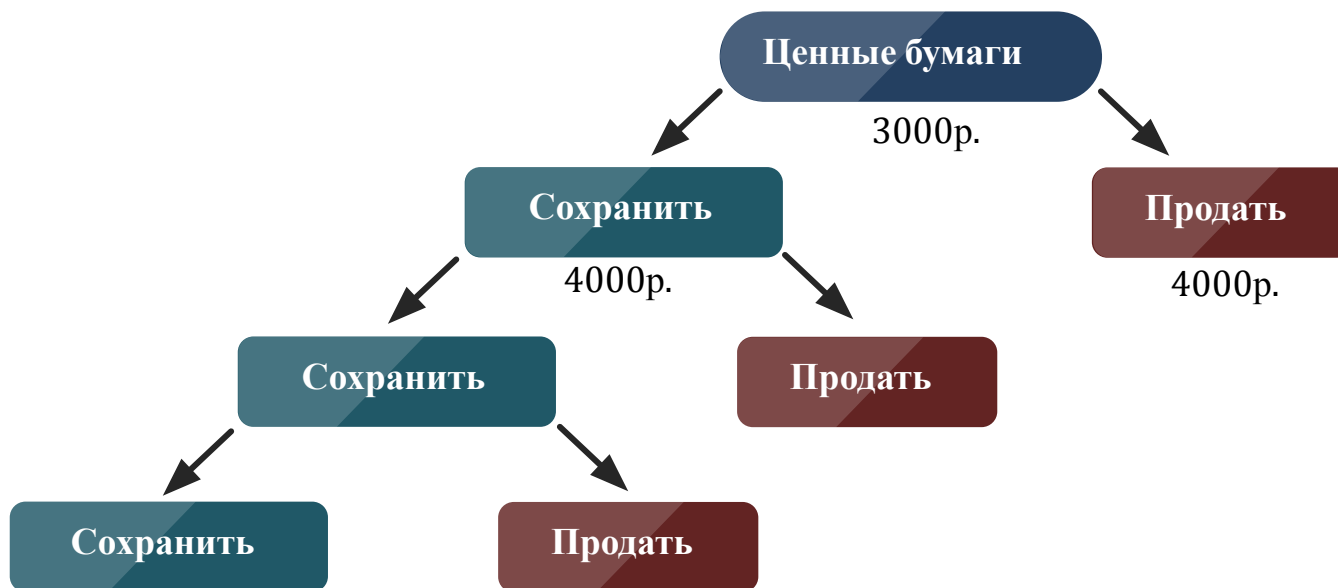 Ценные бумаги
3000р.
Сохранить
Продать
4000р.
4000р.
Сохранить
Продать
Сохранить
Продать